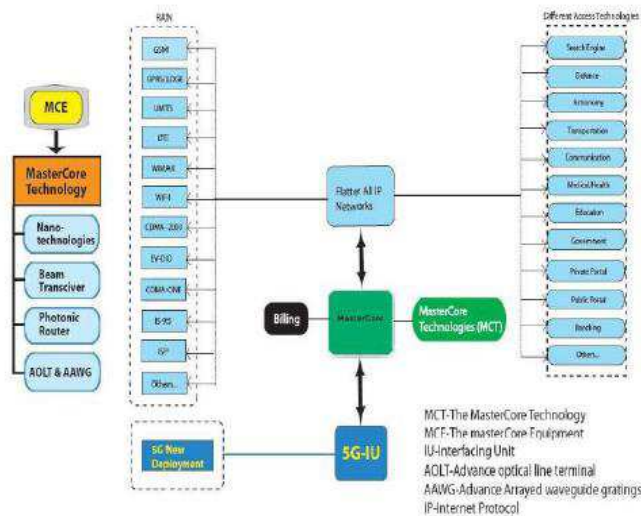 RAIN
GSM
GPRS/EDGE
UMTS
LTE
WIMAX
WIFI
CDMA-2000
EV-DO
CDMA ONE
IS-95
ISP
Others...
MCE
MasterCore
Technology
Nano-
technologies
Beam
Transciver
Photonic
Router
AOLT & AAWG
Flatter All IP
Networks
Billing
MasterCore
MasterCore
Technologies (MCT)
5G-IU
5G New
Deployment
Different Access Technologies
Search Engine
Defence
Astronomy
Transportation
Communication
Medical/Health
Education
Government
Private Portal
Public Portal
Banking
Others...
MCT-The MasterCore Technology
MCE-The masterCore Equipment
IU-Interfacing Unit
AOLT-Advance optical line terminal
AAWG-Advance Arrayed waveguide gratings
IP-Internet Protocol